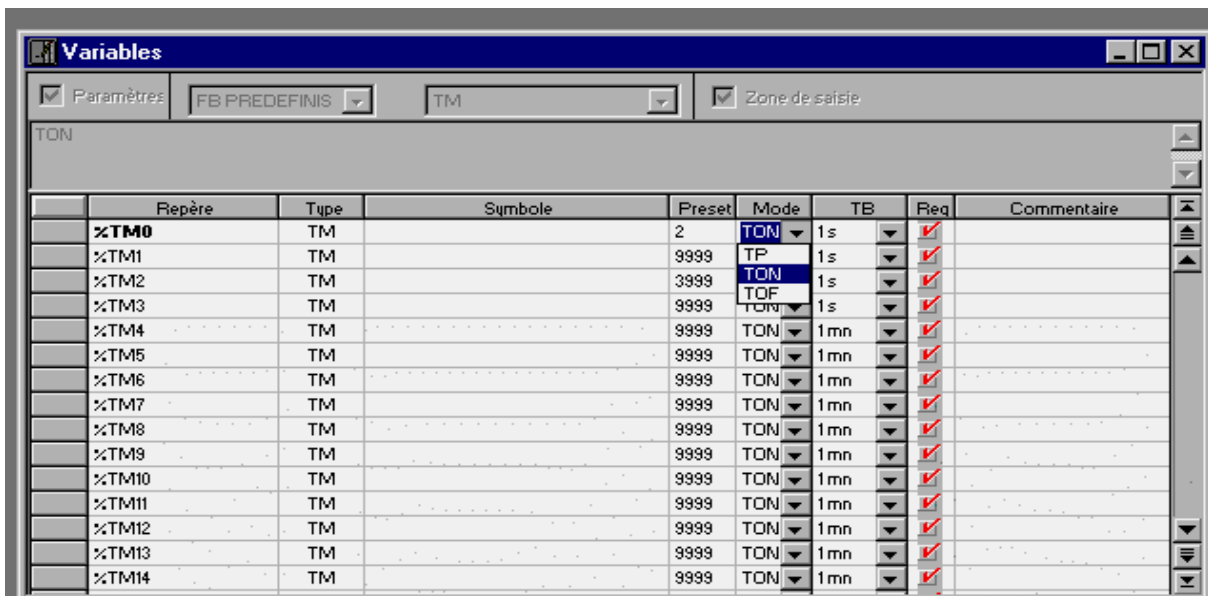 Variables
Paramètres FB PREDEFINIS TM Zone de saisie
TON
Repère Type Symbole Preset Mode TB Reg Commentaire
%TM0 TM 2 TON 1s
%TM1 TM 9999 TP 1s
%TM2 TM 3999 TON 1s
TOF
%TM3 TM 9999 TON 1s
%TM4 TM 9999 TON 1mn
%TM5 TM 9999 TON 1mn
%TM6 TM 9999 TON 1mn
%TM7 TM 9999 TON 1mn
%TM8 TM 9999 TON 1mn
%TM9 TM 9999 TON 1mn
%TM10 TM 9999 TON 1mn
%TM11 TM 9999 TON 1mn
%TM12 TM 9999 TON 1mn
%TM13 TM 9999 TON 1mn
%TM14 TM 9999 TON 1mn